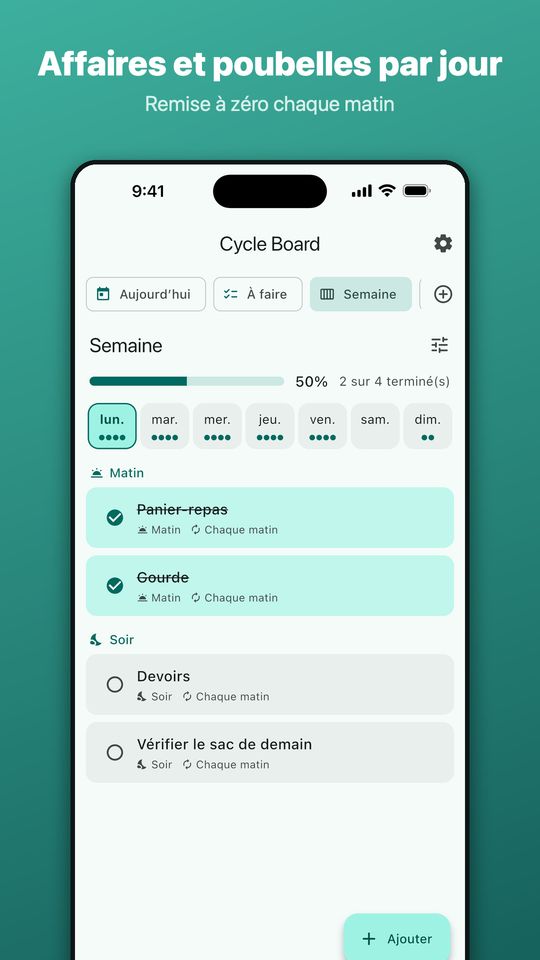 Affaires et poubelles par jour
Remise à zéro chaque matin
9:41
Cycle Board
Aujourd'hui
À faire
Semaine
Semaine
50% 2 sur 4 terminé(s)
lun. mar. mer. jeu. ven. sam. dim.
Matin
Panier-repas
Matin Chaque matin
Gourde
Matin Chaque matin
Soir
Devoirs
Soir Chaque matin
Vérifier le sac de demain
Soir Chaque matin
+ Ajouter